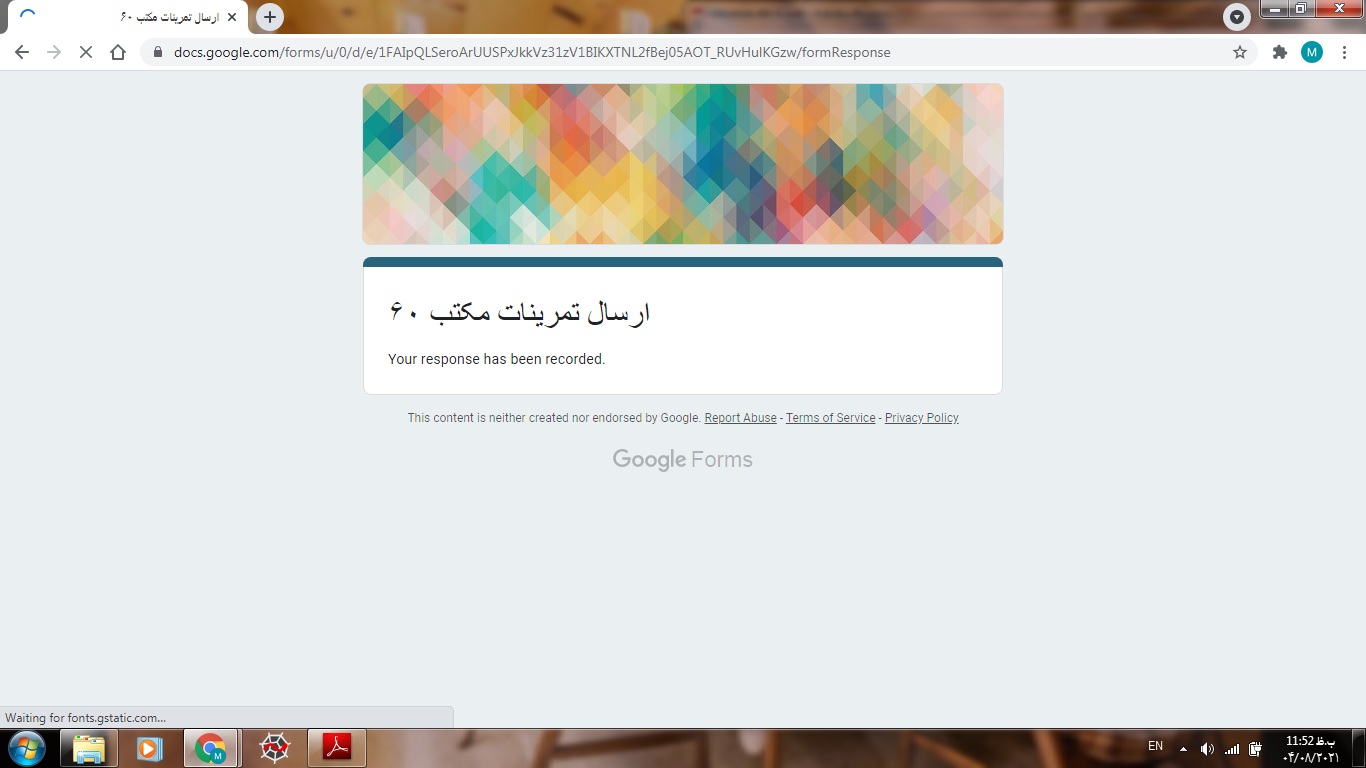 ارسال تمرینات مکتب ۶۰
docs.google.com/forms/u/0/d/e/1FAIpQLSeroArUUSPxJkkVz31zV1BIKXTNL2fBej05AOT_RUvHulKGzw/formResponse
M
ارسال تمرینات مکتب ۶۰
Your response has been recorded.
This content is neither created nor endorsed by Google. Report Abuse - Terms of Service - Privacy Policy
Google Forms
Waiting for fonts.gstatic.com...
M
EN
11:52 ب.ظ
۰۴/۰۸/۲۰۲۱